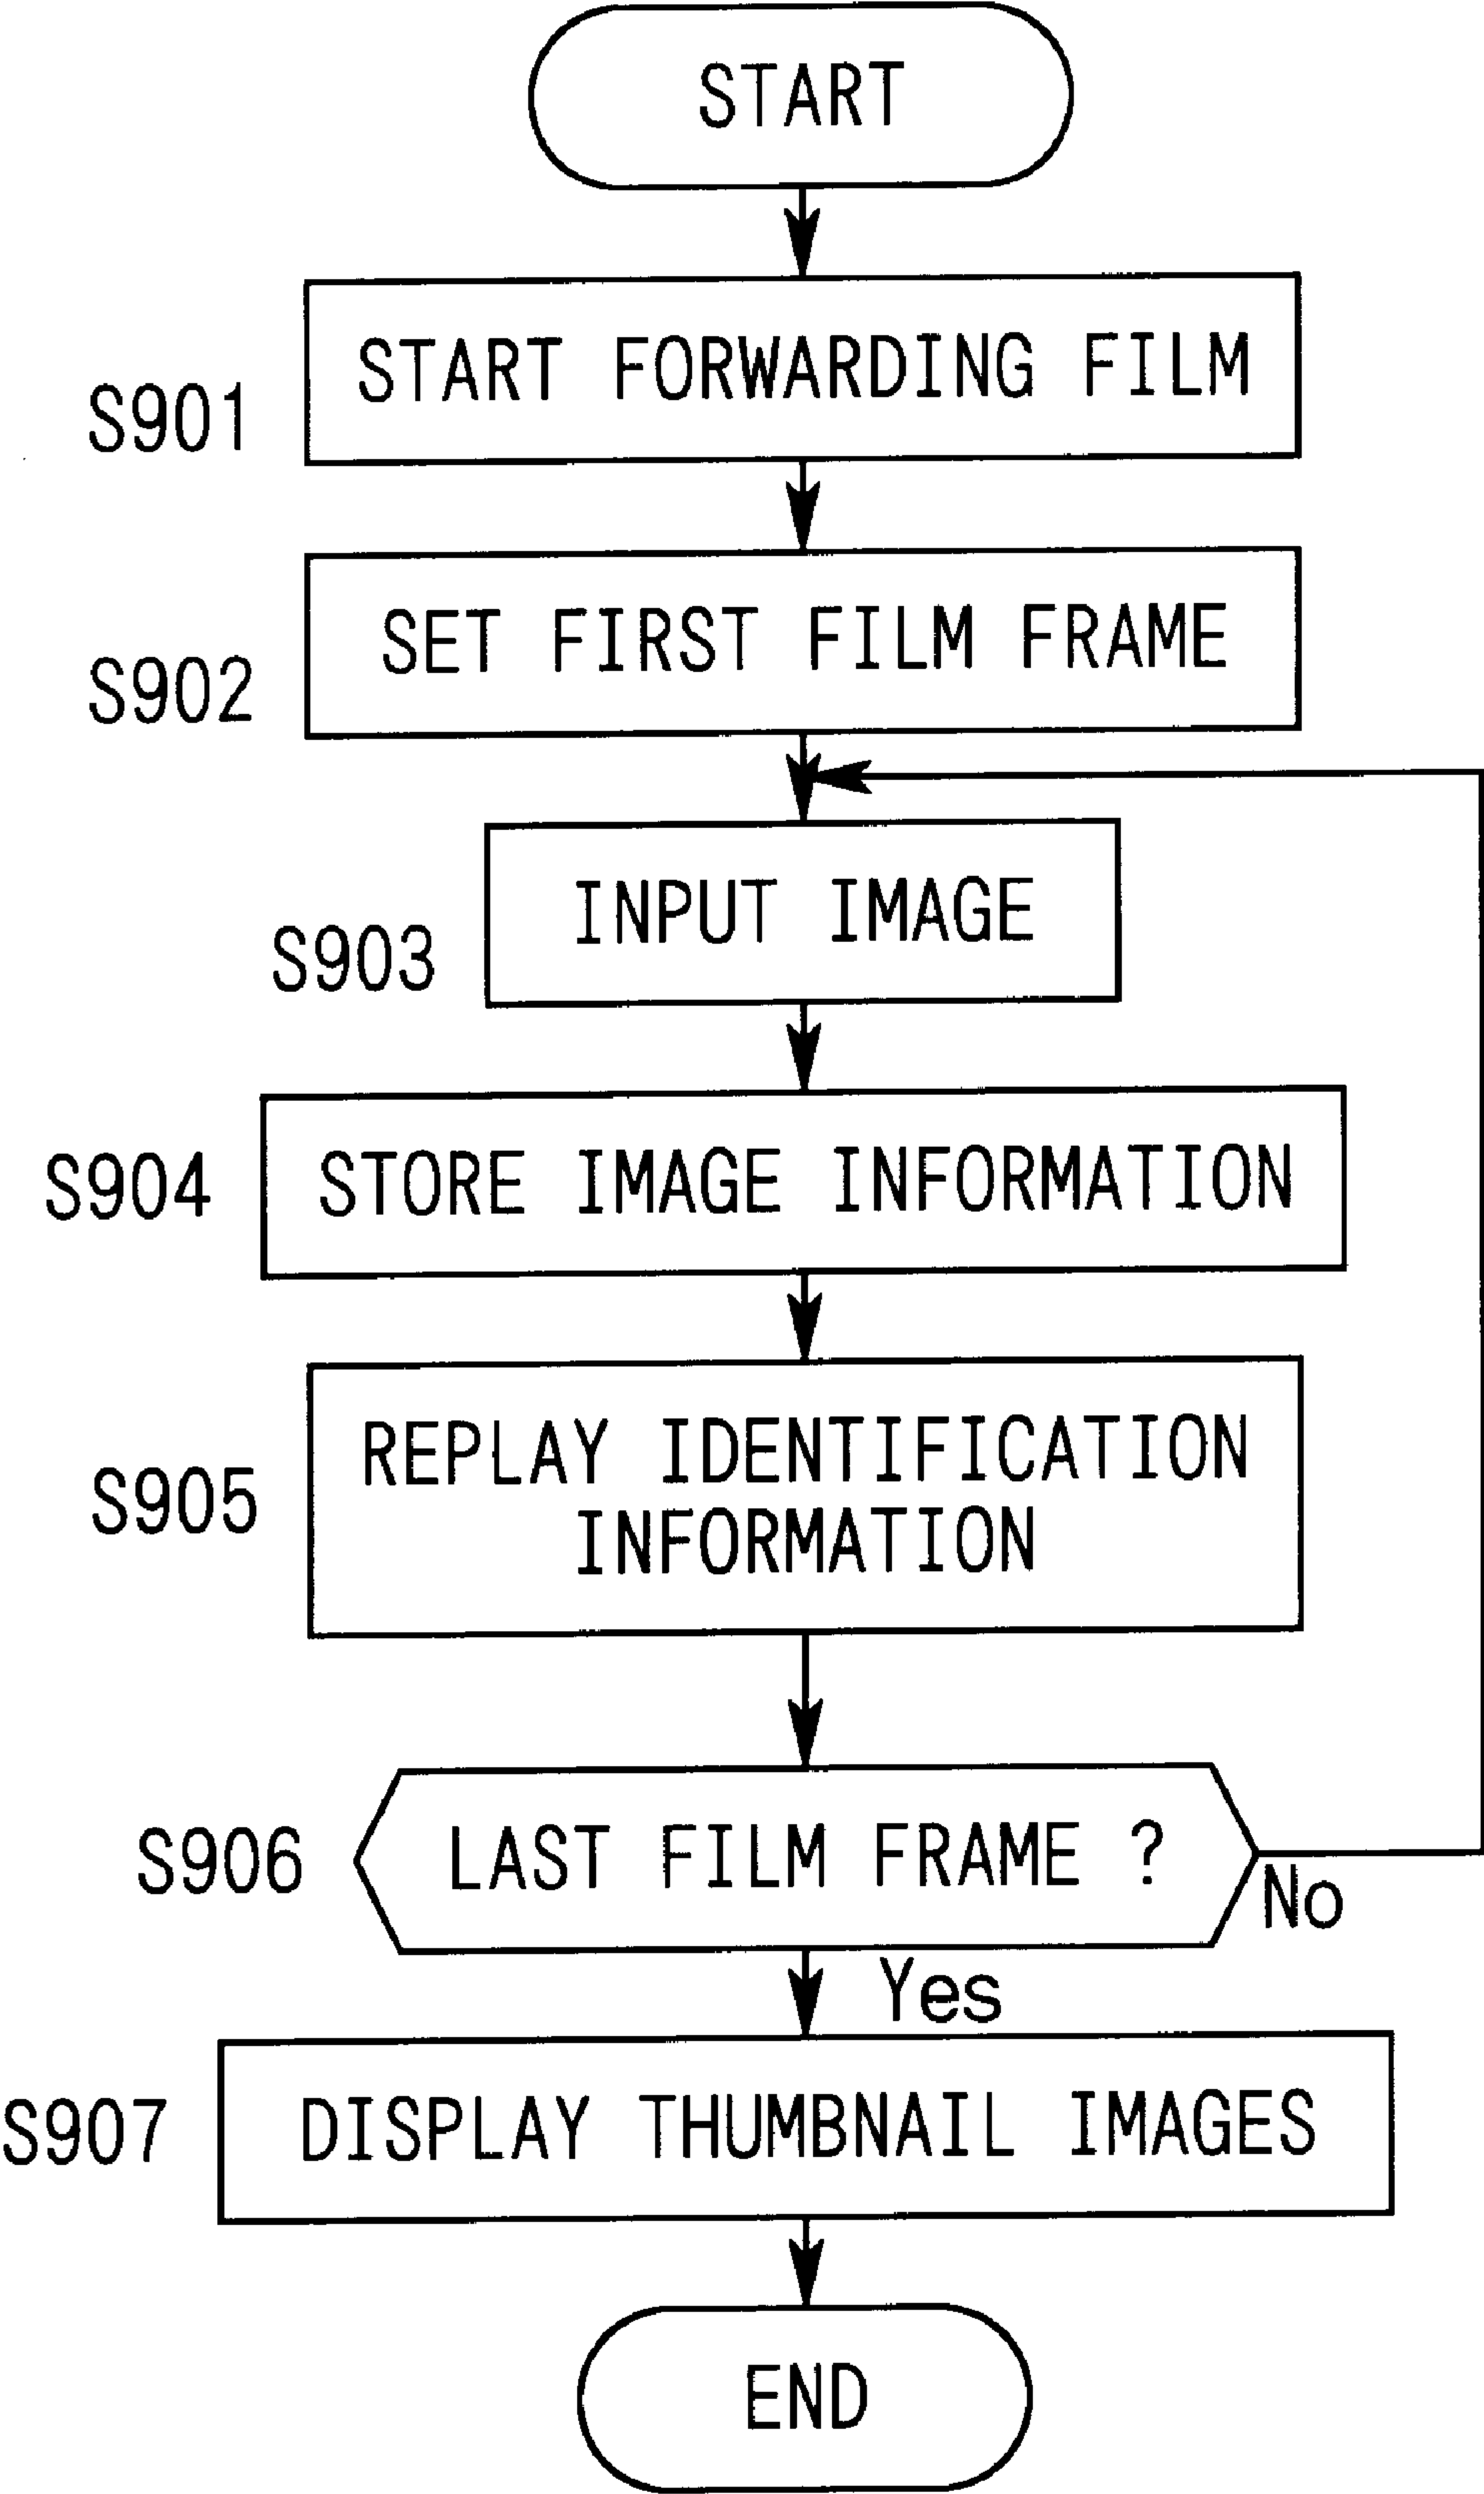 START
START FORWARDING FILM
S901
SET FIRST FILM FRAME
S902
INPUT IMAGE
S903
STORE IMAGE INFORMATION
S904
REPLAY IDENTIFICATION
INFORMATION
S905
LAST FILM FRAME ?
S906
No
Yes
DISPLAY THUMBNAIL IMAGES
S907
END